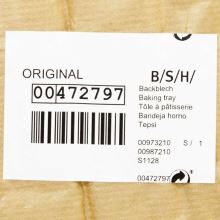 ORIGINAL B/S/H/
00472797
Backblech
Baking tray
Tôle à pâtisserie
Bandeja horno
Tepsi
00973210 S / 1
00987210
S1128
00472797